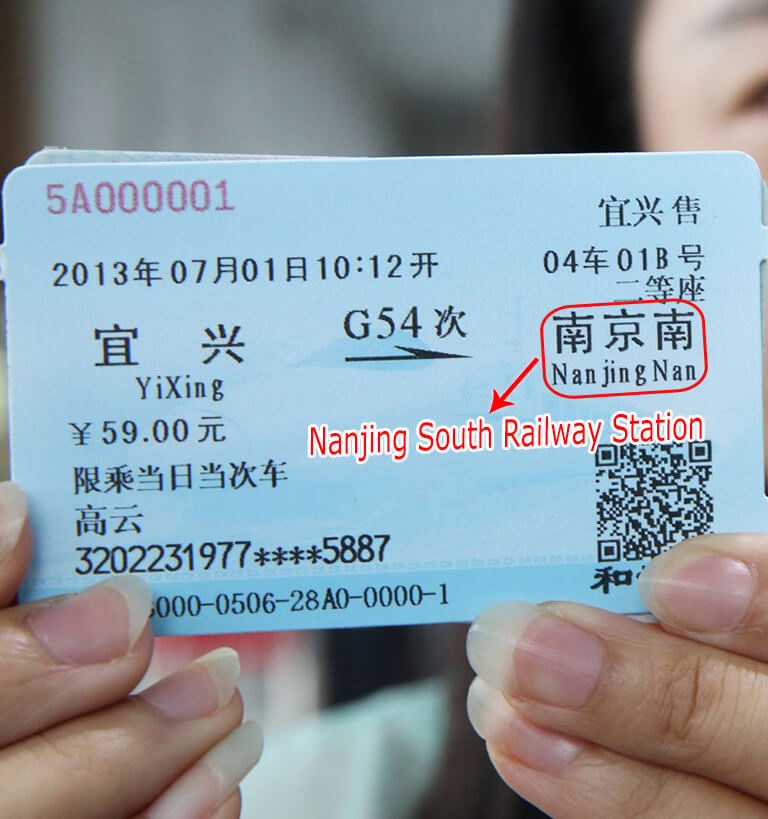 5A000001
宜兴 售
2013年07月01日10:12开
04车01B号
二等座
宜 兴
G54次
南京南
YiXing
NanjingNan
¥59.00元
Nanjing South Railway Station
限乘当日当次车
高云
3202231977****5887
000-0506-28A0-0000-1
和